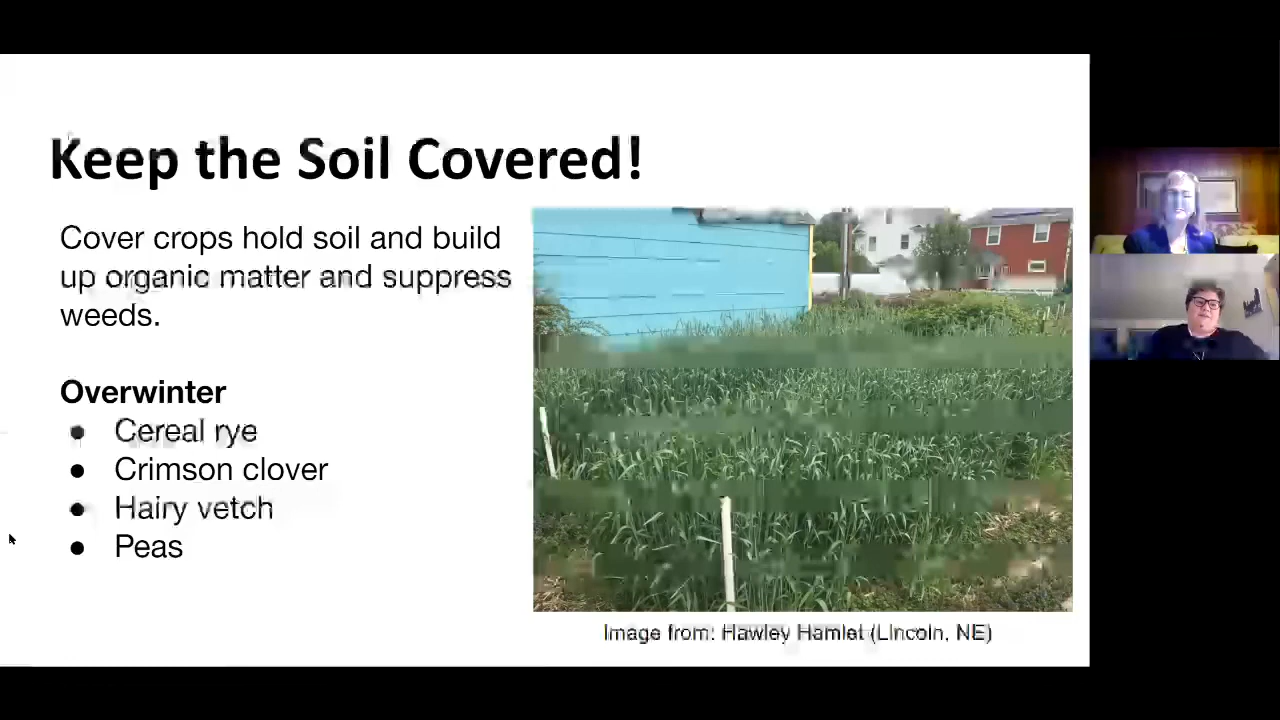 Keep the Soil Covered!
Cover crops hold soil and build
up organic matter and suppress
weeds.
Overwinter
● Cereal rye
● Crimson clover
● Hairy vetch
● Peas
Image from: Hawley Hamlet (Lincoln, NE)